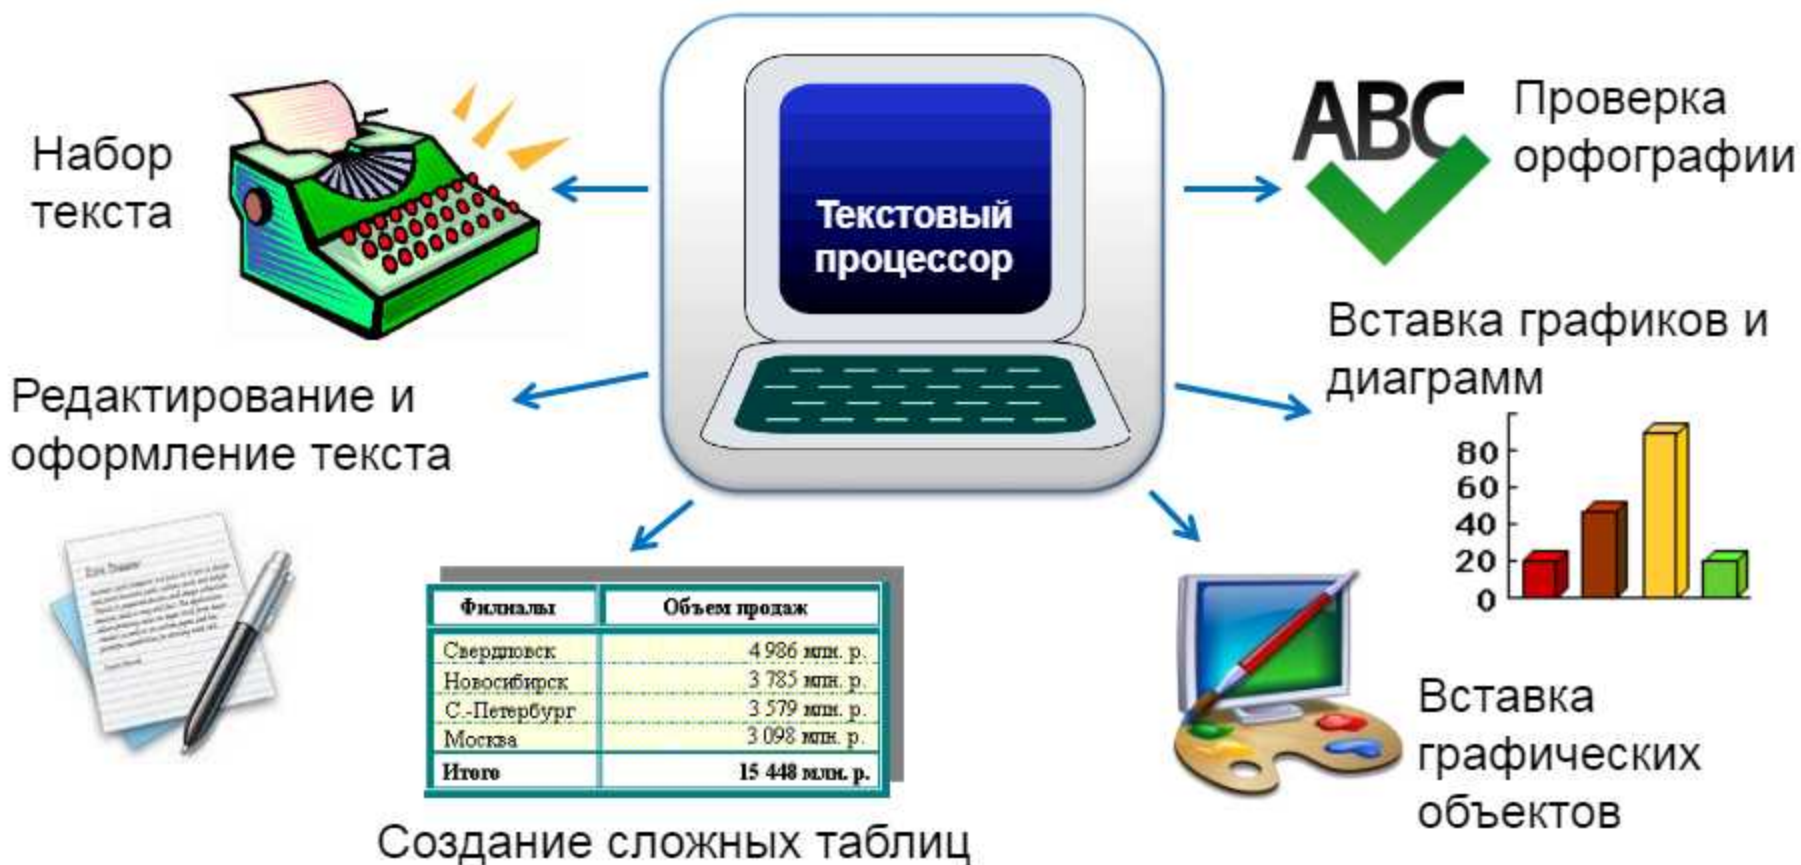 Текстовый
процессор
Набор
текста
Редактирование и
оформление текста
Филиалы Объем продаж
Свердловск 4 986 млн. р.
Новосибирск 3 785 млн. р.
С.-Петербург 3 579 млн. р.
Москва 3 098 млн. р.
Итого 15 448 млн. р.
Создание сложных таблиц
ABC
Проверка
орфографии
Вставка графиков и
диаграмм
80
60
40
20
0
Вставка
графических
объектов